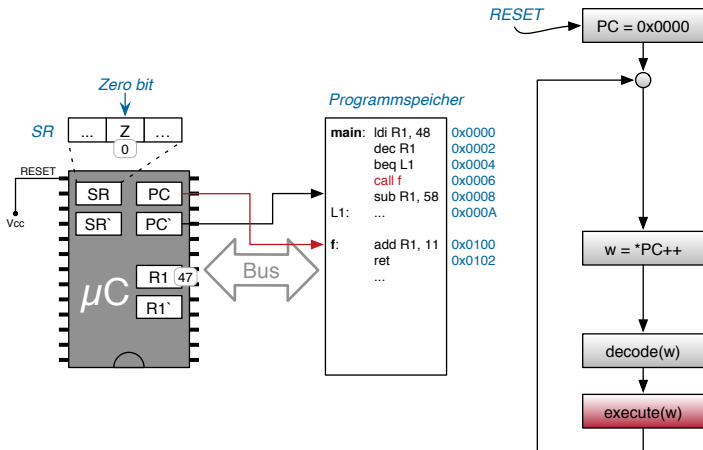 RESET
PC = 0x0000
Zero bit
Programmspeicher
SR
... Z ...
0
main: ldi R1, 48 0x0000
dec R1 0x0002
beq L1 0x0004
call f 0x0006
sub R1, 58 0x0008
L1: ... 0x000A
f: add R1, 11 0x0100
ret 0x0102
...
RESET
Vcc
SR PC
SR` PC`
R1 47
R1`
µC
Bus
w = *PC++
decode(w)
execute(w)